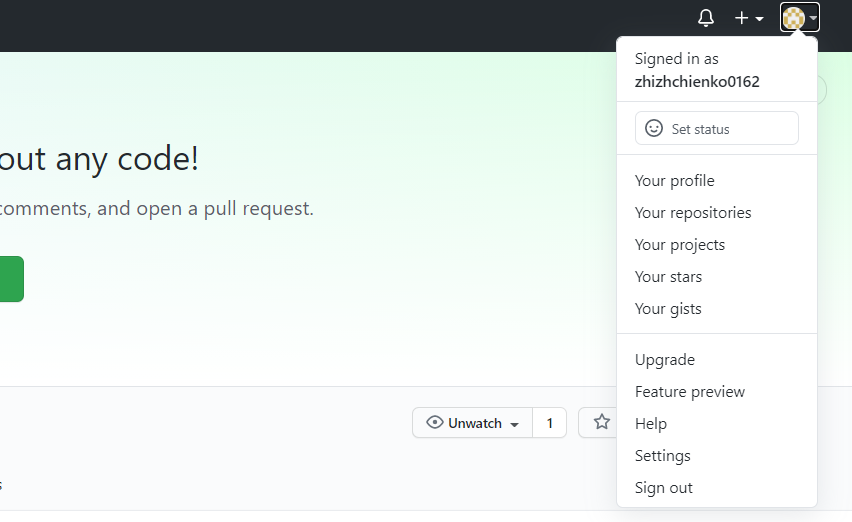 Signed in as
zhizhchienko0162
Set status
out any code!
comments, and open a pull request.
Your profile
Your repositories
Your projects
Your stars
Your gists
Upgrade
Feature preview
Help
Settings
Sign out
Unwatch
1
s